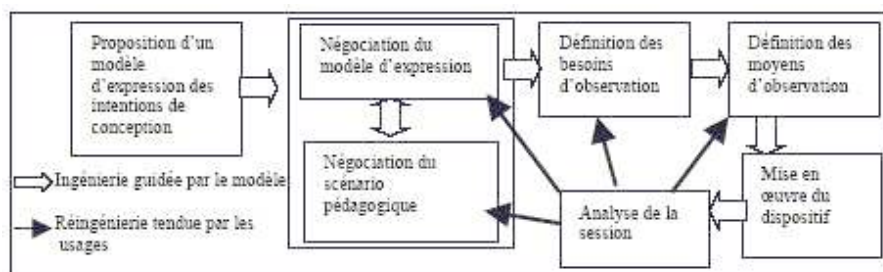 Proposition d'un
modèle
d'expression des
intentions de
conception
Négociation du
modèle d'expression
Définition des
besoins
d'observation
Définition des
moyens
d'observation
Négociation du
scénario
pédagogique
Analyse de la
session
Mise en
œuvre du
dispositif
Ingénierie guidée par le modèle
Réingénierie tendue par les
usages